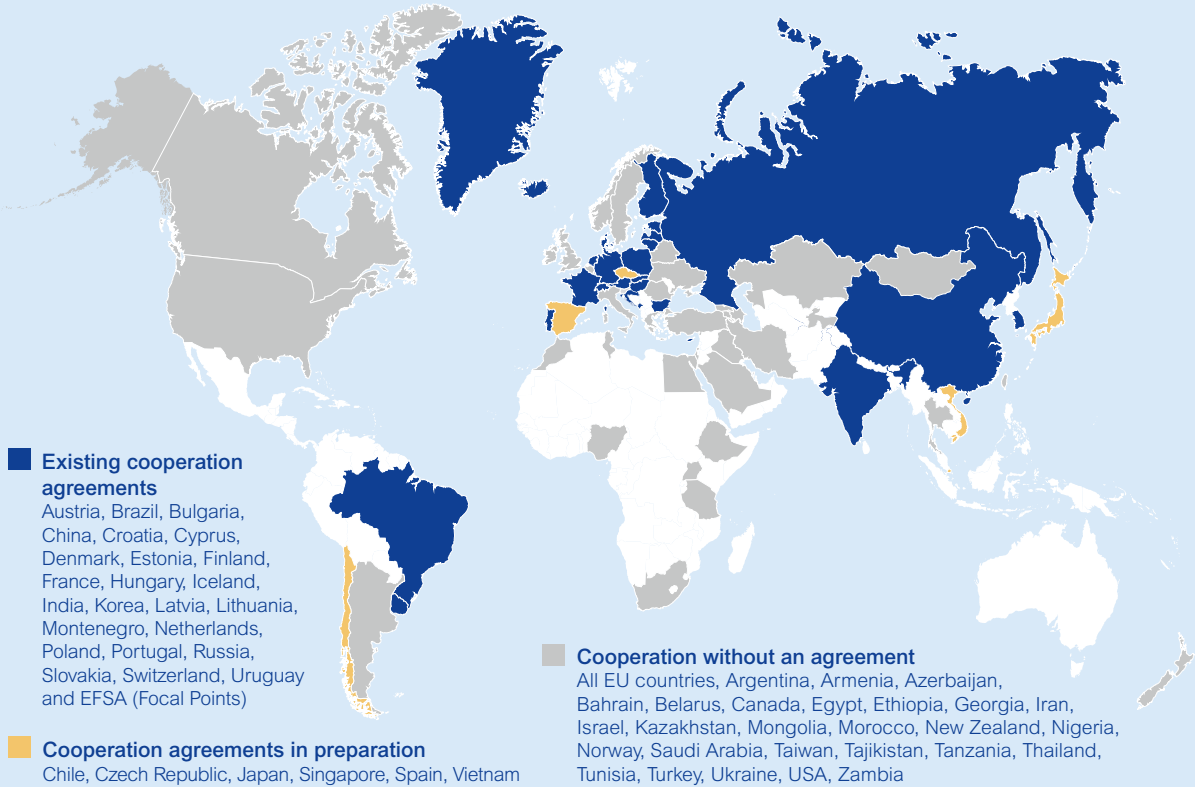 Existing cooperation
agreements
Austria, Brazil, Bulgaria,
China, Croatia, Cyprus,
Denmark, Estonia, Finland,
France, Hungary, Iceland,
India, Korea, Latvia, Lithuania,
Montenegro, Netherlands,
Poland, Portugal, Russia,
Slovakia, Switzerland, Uruguay
and EFSA (Focal Points)
Cooperation agreements in preparation
Chile, Czech Republic, Japan, Singapore, Spain, Vietnam
Cooperation without an agreement
All EU countries, Argentina, Armenia, Azerbaijan,
Bahrain, Belarus, Canada, Egypt, Ethiopia, Georgia, Iran,
Israel, Kazakhstan, Mongolia, Morocco, New Zealand, Nigeria,
Norway, Saudi Arabia, Taiwan, Tajikistan, Tanzania, Thailand,
Tunisia, Turkey, Ukraine, USA, Zambia